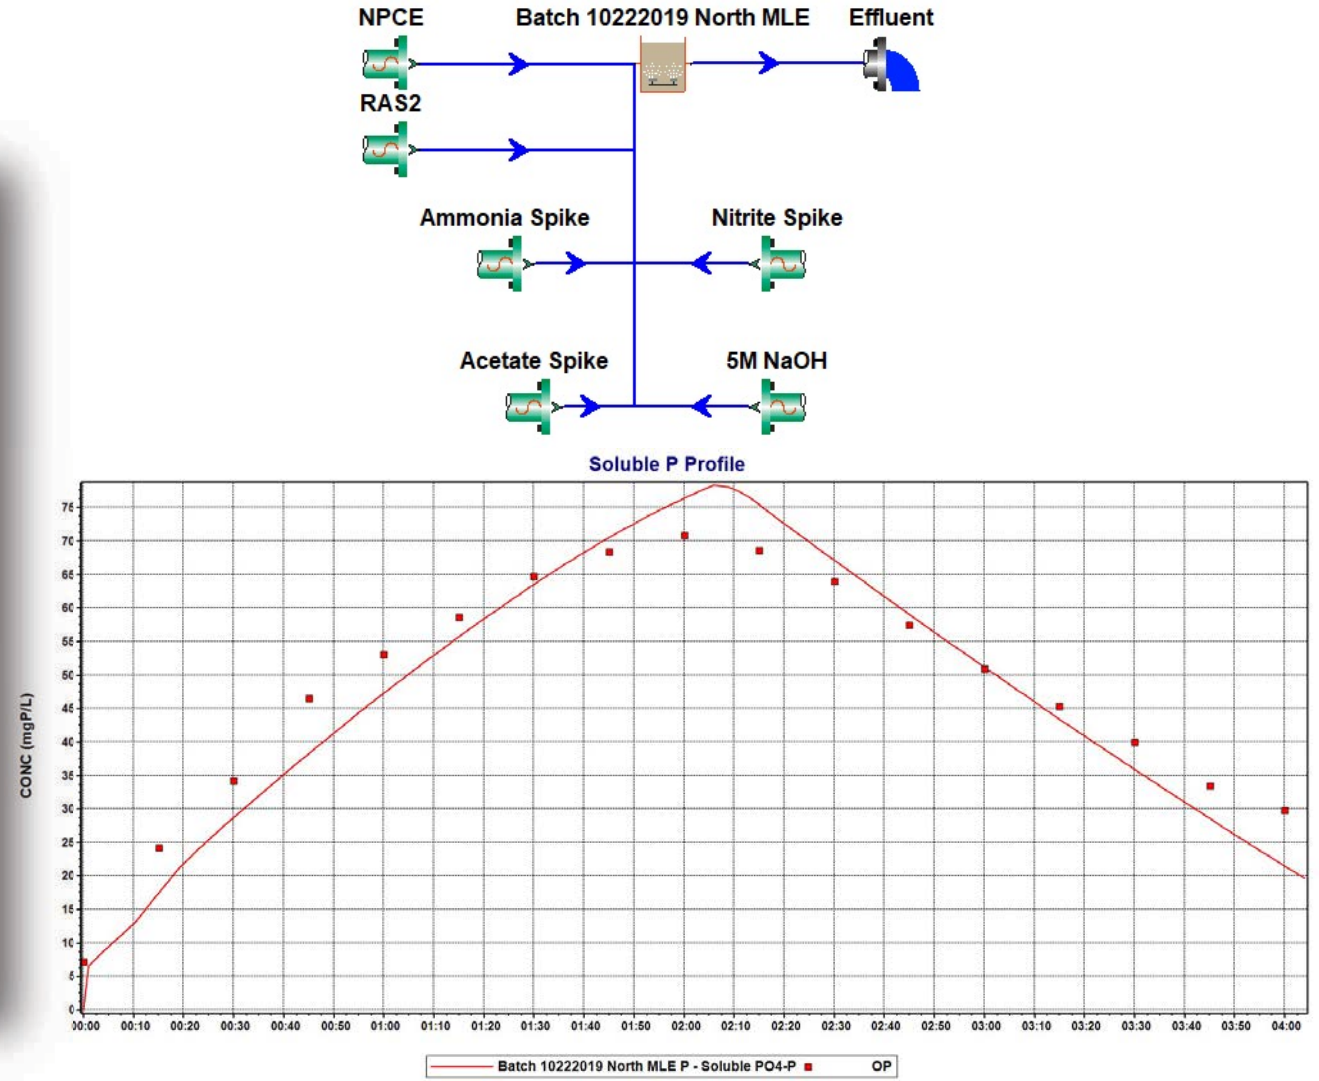 NPCE
Batch 10222019 North MLE
Effluent
RAS2
Ammonia Spike
Nitrite Spike
Acetate Spike
5M NaOH
Soluble P Profile
CONC (mgP/L)
75
70
65
60
55
50
45
40
35
30
25
20
15
10
5
0
00:00 00:10 00:20 00:30 00:40 00:50 01:00 01:10 01:20 01:30 01:40 01:50 02:00 02:10 02:20 02:30 02:40 02:50 03:00 03:10 03:20 03:30 03:40 03:50 04:00
Batch 10222019 North MLE P - Soluble PO4-P OP